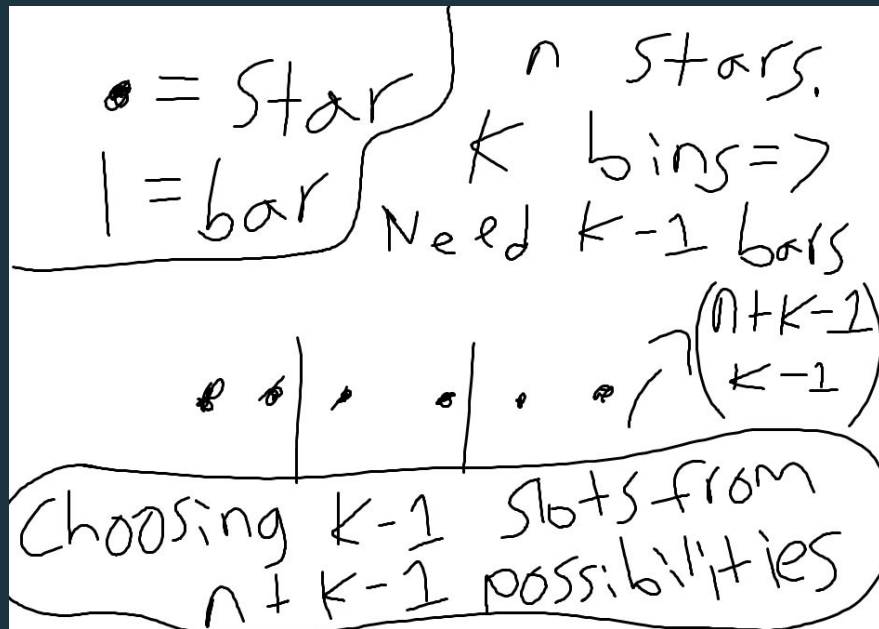 • = Star
| = bar
n stars.
K bins=>
Need K-1 bars
(n+K-1
K-1)
Choosing K-1 slots from
n+K-1 possibilities